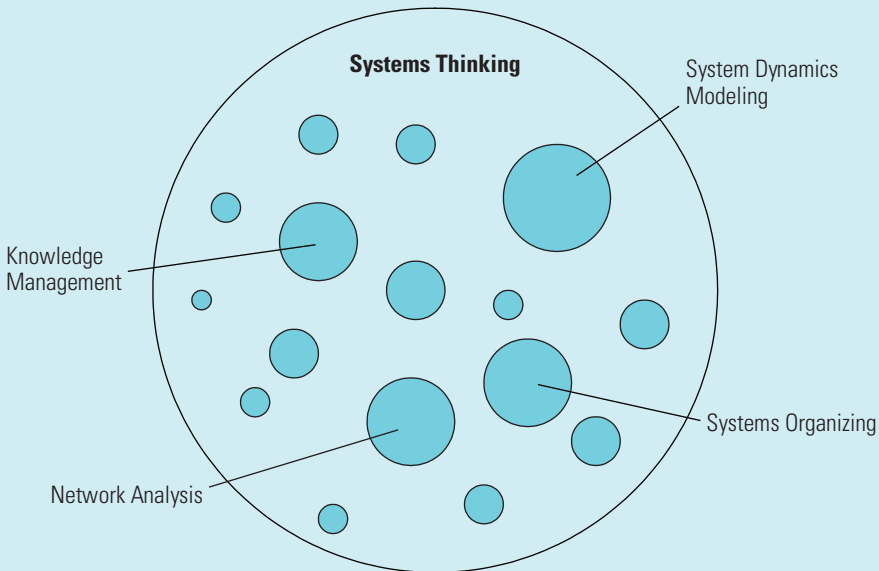 Systems Thinking
System Dynamics
Modeling
Knowledge
Management
Systems Organizing
Network Analysis